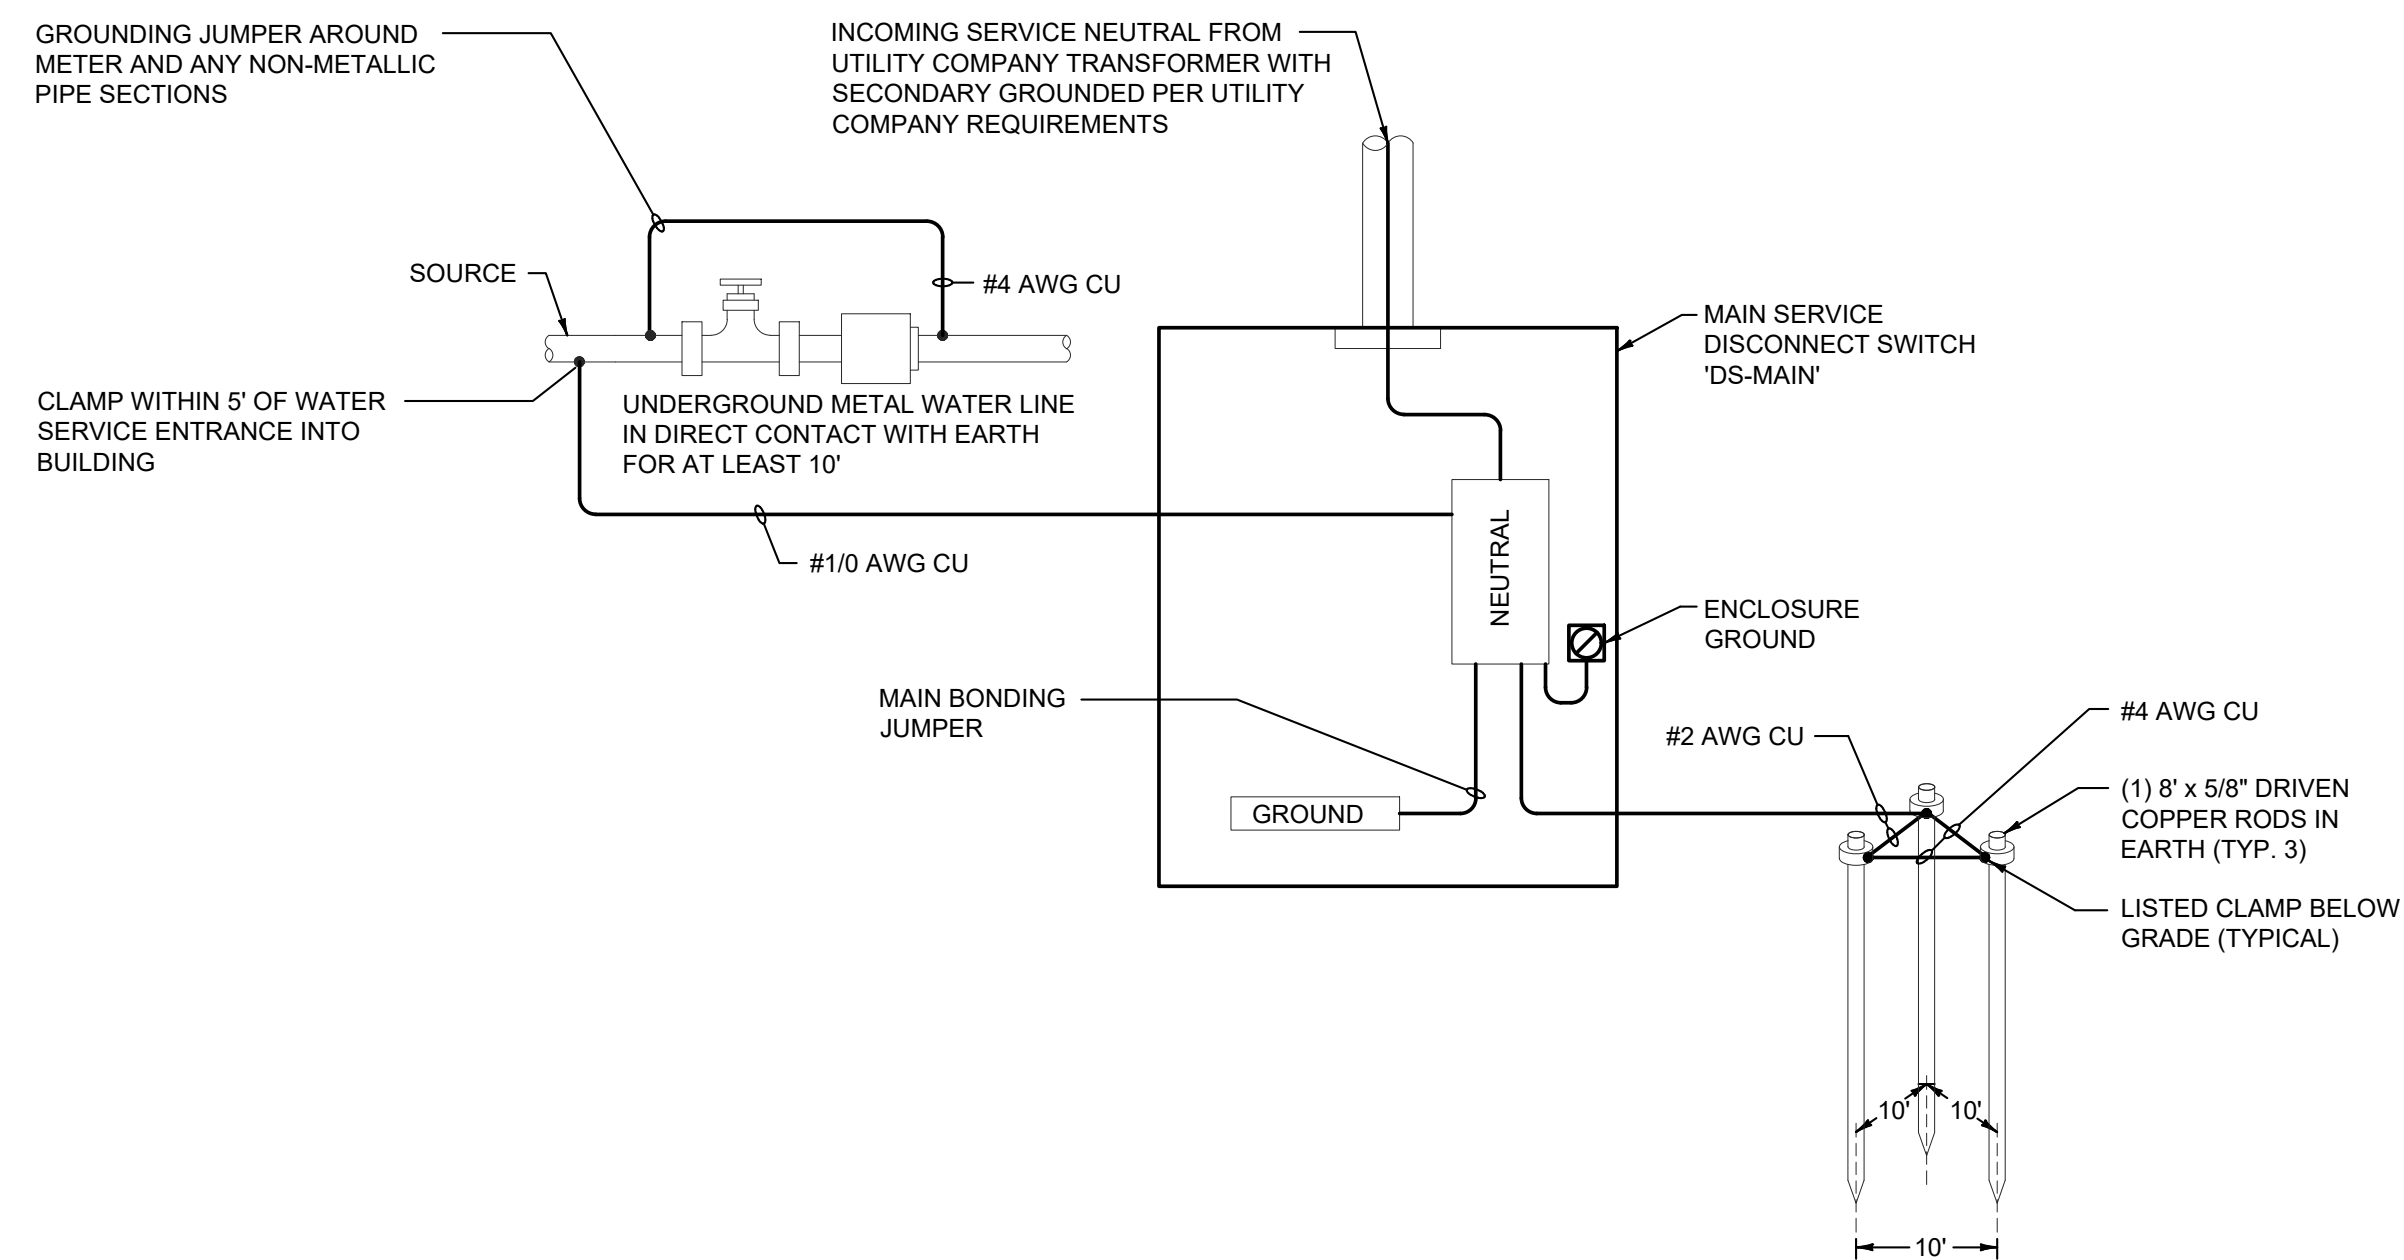 GROUNDING JUMPER AROUND
METER AND ANY NON-METALLIC
PIPE SECTIONS
INCOMING SERVICE NEUTRAL FROM
UTILITY COMPANY TRANSFORMER WITH
SECONDARY GROUNDED PER UTILITY
COMPANY REQUIREMENTS
SOURCE
#4 AWG CU
MAIN SERVICE
DISCONNECT SWITCH
'DS-MAIN'
CLAMP WITHIN 5' OF WATER
SERVICE ENTRANCE INTO
BUILDING
UNDERGROUND METAL WATER LINE
IN DIRECT CONTACT WITH EARTH
FOR AT LEAST 10'
#1/0 AWG CU
NEUTRAL
ENCLOSURE
GROUND
MAIN BONDING
JUMPER
GROUND
#2 AWG CU
#4 AWG CU
(1) 8' x 5/8" DRIVEN
COPPER RODS IN
EARTH (TYP. 3)
LISTED CLAMP BELOW
GRADE (TYPICAL)
10'
10'
10'